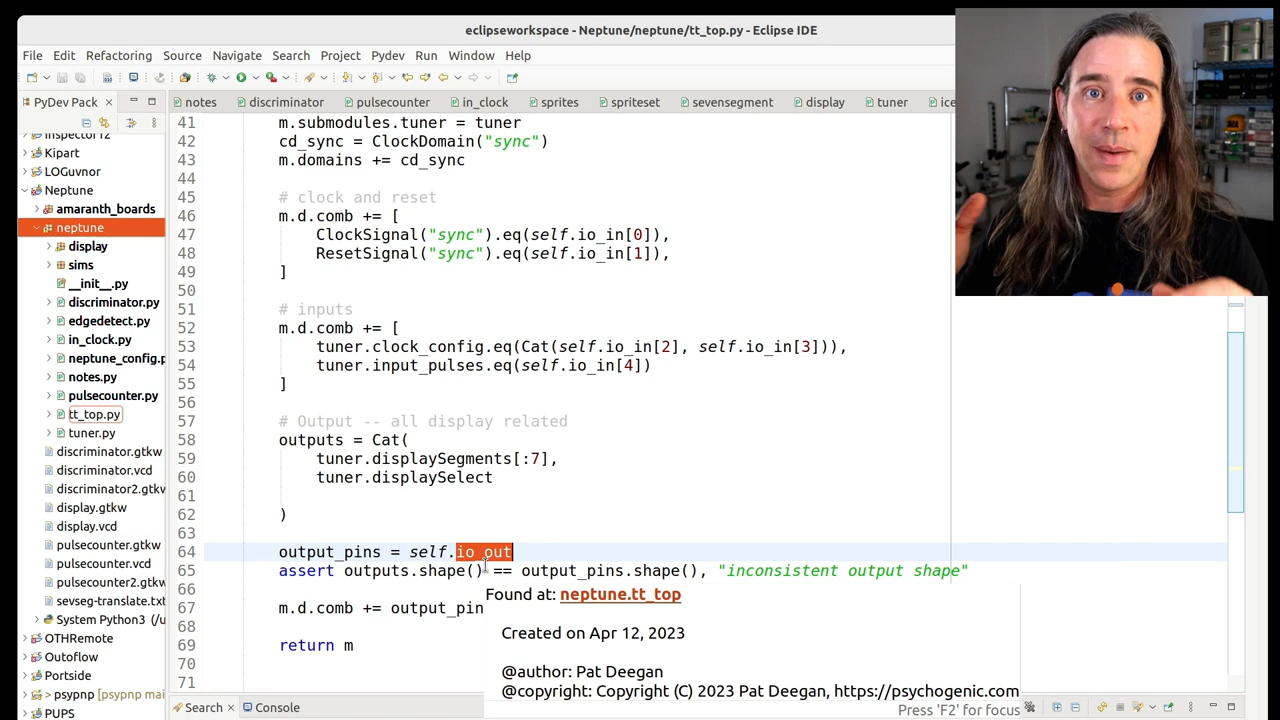 eclipseworkspace - Neptune/neptune/tt_top.py - Eclipse IDE
File Edit Refactoring Source Navigate Search Project Pydev Run Window Help
PyDev Pack
notes discriminator pulsecounter in_clock sprites spriteset sevensegment display tuner ice
Kipart
LOGuvnor
Neptune
amaranth_boards
neptune
display
sims
__init__.py
discriminator.py
edgedetect.py
in_clock.py
neptune_config.p
notes.py
pulsecounter.py
tt_top.py
tuner.py
discriminator.gtkw
discriminator.vcd
discriminator2.gtkw
display.gtkw
display.vcd
pulsecounter.gtkw
pulsecounter.vcd
pulsecounter2.gtkw
sevseg-translate.txt
System Python3 (/u
OTHRemote
Outoflow
Portside
> psypnp [psypnp mai
PUPS
41 m.submodules.tuner = tuner
42 cd_sync = ClockDomain("sync")
43 m.domains += cd_sync
44
45 # clock and reset
46 m.d.comb += [
47 ClockSignal("sync").eq(self.io_in[0]),
48 ResetSignal("sync").eq(self.io_in[1]),
49 ]
50
51 # inputs
52 m.d.comb += [
53 tuner.clock_config.eq(Cat(self.io_in[2], self.io_in[3])),
54 tuner.input_pulses.eq(self.io_in[4])
55 ]
56
57 # Output -- all display related
58 outputs = Cat(
59 tuner.displaySegments[:7],
60 tuner.displaySelect
61
62 )
63
64 output_pins = self.io_out
65 assert outputs.shape() == output_pins.shape(), "inconsistent output shape"
66
67 m.d.comb += output_pin
68
69 return m
70
71
Found at: neptune.tt_top
Created on Apr 12, 2023
@author: Pat Deegan
@copyright: Copyright (C) 2023 Pat Deegan, https://psychogenic.com
Press 'F2' for focus
Search Console